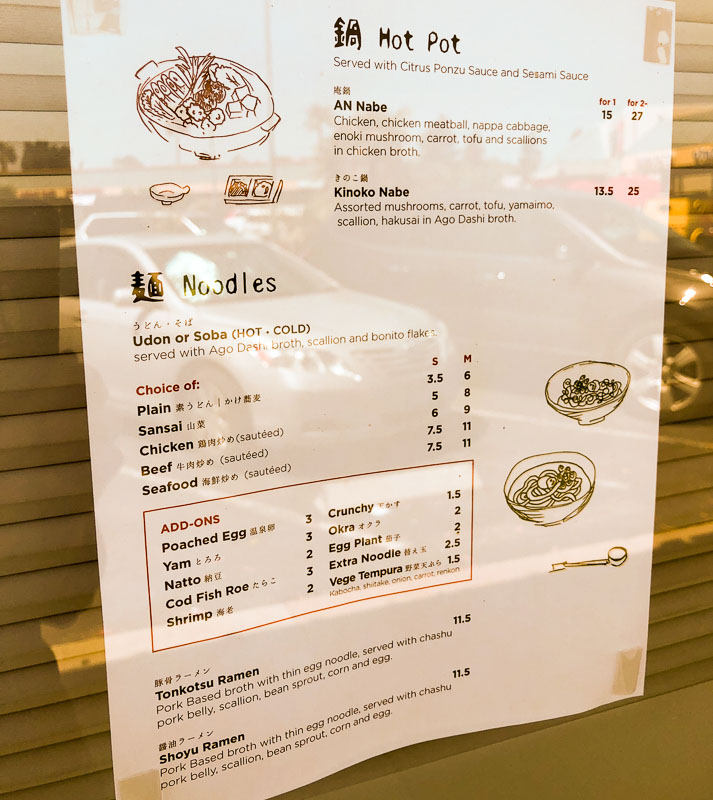 鍋 Hot Pot
Served with Citrus Ponzu Sauce and Sesami Sauce
庵鍋
for 1 for 2~
AN Nabe 15 27
Chicken, chicken meatball, nappa cabbage,
enoki mushroom, carrot, tofu and scallions
in chicken broth.
きのこ鍋
Kinoko Nabe 13.5 25
Assorted mushrooms, carrot, tofu, yamaimo,
scallion, hakusai in Ago Dashi broth.
麺 Noodles
うどん・そば
Udon or Soba (HOT・COLD)
served with Ago Dashi broth, scallion and bonito flakes.
Choice of: S M
Plain 素うどん | かけ蕎麦 3.5 6
Sansai 山菜 5 8
Chicken 鶏肉炒め(sautéed) 6 9
Beef 牛肉炒め (sautéed) 7.5 11
Seafood 海鮮炒め (sautéed) 7.5 11
ADD-ONS
Poached Egg 温泉卵 3
Yam とろろ 3
Natto 納豆 2
Cod Fish Roe たらこ 3
Shrimp 海老 2
Crunchy 天かす 1.5
Okra オクラ 2
Egg Plant 茄子 2
Extra Noodle 替え玉 2.5
Vege Tempura 野菜天ぷら 1.5
Kabocha, shiitake, onion, carrot, renkon
豚骨ラーメン
Tonkotsu Ramen 11.5
Pork Based broth with thin egg noodle, served with chashu
pork belly, scallion, bean sprout, corn and egg.
醤油ラーメン
Shoyu Ramen 11.5
Pork Based broth with thin egg noodle, served with chashu
pork belly, scallion, bean sprout, corn and egg.